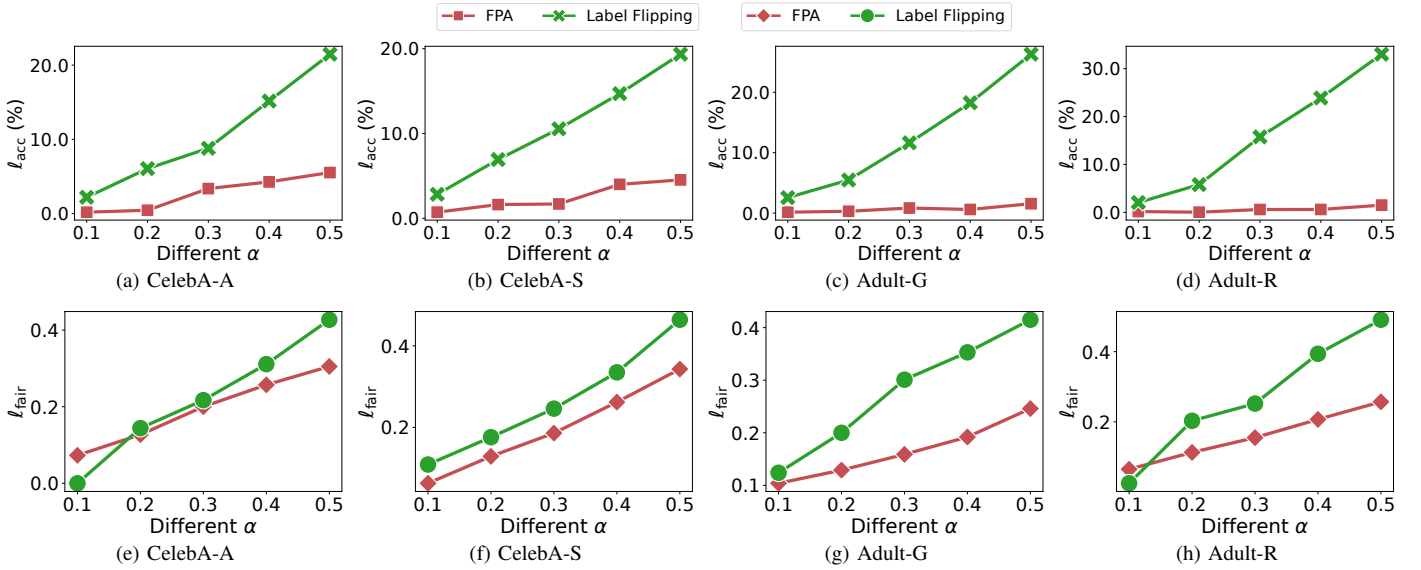 FPA Label Flipping FPA Label Flipping
ℓacc (%) 20.0 10.0 0.0
0.1 0.2 0.3 0.4 0.5
Different α
(a) CelebA-A
ℓacc (%) 20.0 10.0 0.0
0.1 0.2 0.3 0.4 0.5
Different α
(b) CelebA-S
ℓacc (%) 20.0 10.0 0.0
0.1 0.2 0.3 0.4 0.5
Different α
(c) Adult-G
ℓacc (%) 30.0 20.0 10.0 0.0
0.1 0.2 0.3 0.4 0.5
Different α
(d) Adult-R
ℓfair 0.4 0.2 0.0
0.1 0.2 0.3 0.4 0.5
Different α
(e) CelebA-A
ℓfair 0.4 0.2
0.1 0.2 0.3 0.4 0.5
Different α
(f) CelebA-S
ℓfair 0.4 0.3 0.2 0.1
0.1 0.2 0.3 0.4 0.5
Different α
(g) Adult-G
ℓfair 0.4 0.2
0.1 0.2 0.3 0.4 0.5
Different α
(h) Adult-R